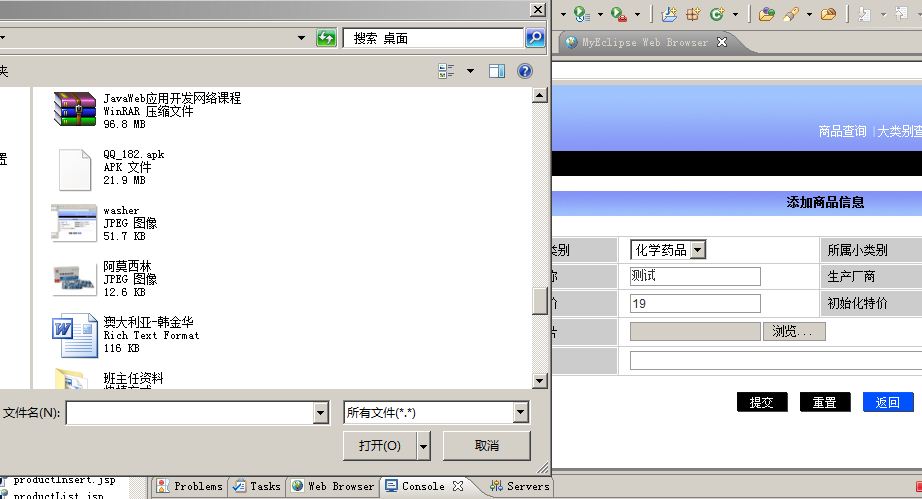 搜索 桌面
夹
JavaWeb应用开发网络课程
WinRAR 压缩文件
96.8 MB
QQ_182.apk
APK 文件
21.9 MB
置
washer
JPEG 图像
51.7 KB
阿莫西林
JPEG 图像
12.6 KB
澳大利亚-韩金华
Rich Text Format
116 KB
班主任资料
文件名(N):
所有文件(*.*)
打开(O)
取消
MyEclipse Web Browser
商品查询 |大类别查
添加商品信息
类别
化学药品
所属小类别
称
测试
生产厂商
价
19
初始化特价
片
浏览...
提交
重置
返回
productInsert.jsp
productList.jsp
Problems
Tasks
Web Browser
Console
Servers